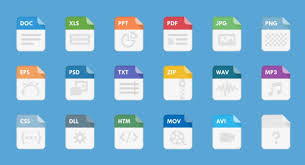 DOC XLS PPT PDF JPG PNG
EPS PSD TXT ZIP WAV MP3
CSS DLL HTM MOV AVI
?